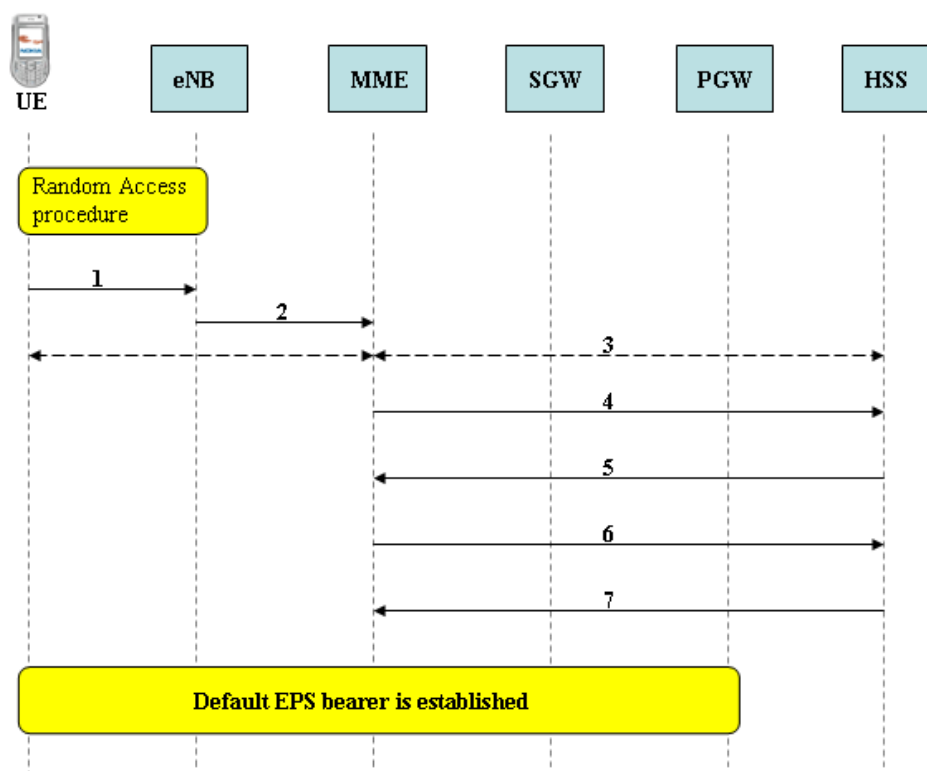 NOKIA
UE
eNB
MME
SGW
PGW
HSS
Random Access
procedure
1
2
3
4
5
6
7
Default EPS bearer is established